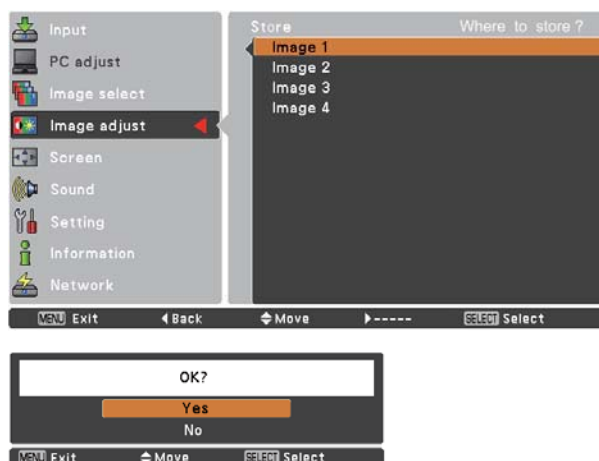 Input
PC adjust
Image select
Image adjust
Screen
Sound
Setting
Information
Network
Store Where to store ?
Image 1
Image 2
Image 3
Image 4
MENU Exit Back Move ----- SELECT Select
OK?
Yes
No
MENU Exit Move SELECT Select